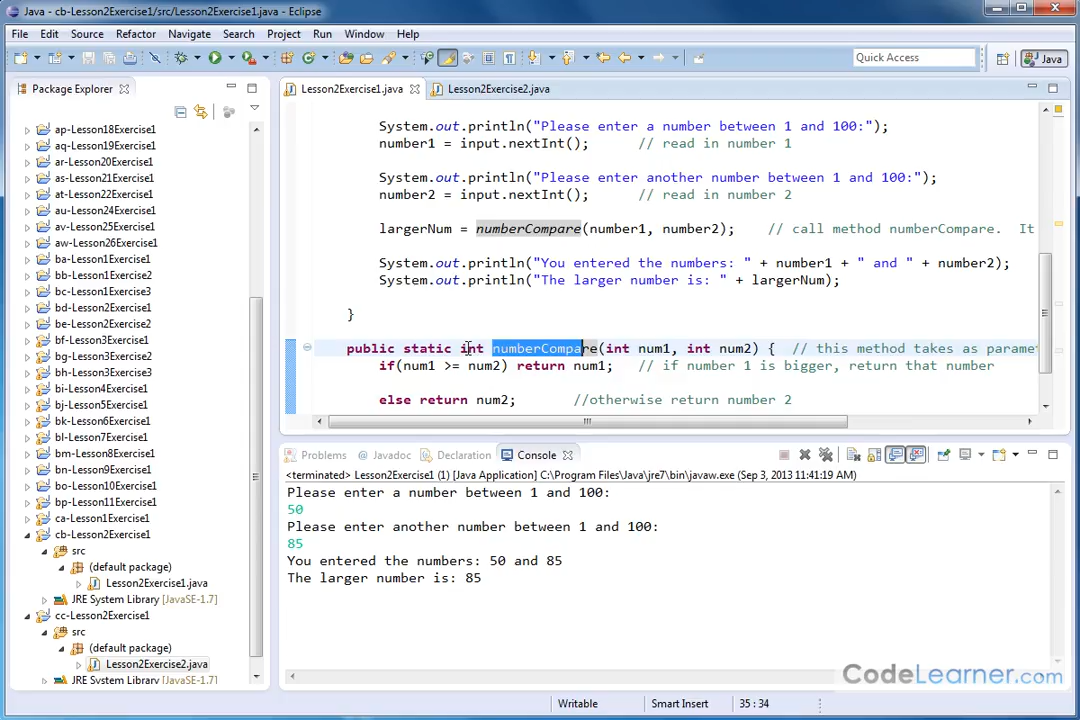 Java - cb-Lesson2Exercise1/src/Lesson2Exercise1.java - Eclipse
File Edit Source Refactor Navigate Search Project Run Window Help
Quick Access
Java
Package Explorer
ap-Lesson18Exercise1
aq-Lesson19Exercise1
ar-Lesson20Exercise1
as-Lesson21Exercise1
at-Lesson22Exercise1
au-Lesson24Exercise1
av-Lesson25Exercise1
aw-Lesson26Exercise1
ba-Lesson1Exercise1
bb-Lesson1Exercise2
bc-Lesson1Exercise3
bd-Lesson2Exercise1
be-Lesson2Exercise2
bf-Lesson3Exercise1
bg-Lesson3Exercise2
bh-Lesson3Exercise3
bi-Lesson4Exercise1
bj-Lesson5Exercise1
bk-Lesson6Exercise1
bl-Lesson7Exercise1
bm-Lesson8Exercise1
bn-Lesson9Exercise1
bo-Lesson10Exercise1
bp-Lesson11Exercise1
ca-Lesson1Exercise1
cb-Lesson2Exercise1
src
(default package)
Lesson2Exercise1.java
JRE System Library [JavaSE-1.7]
cc-Lesson2Exercise1
src
(default package)
Lesson2Exercise2.java
JRE System Library [JavaSE-1.7]
Lesson2Exercise1.java Lesson2Exercise2.java
System.out.println("Please enter a number between 1 and 100:");
number1 = input.nextInt(); // read in number 1
System.out.println("Please enter another number between 1 and 100:");
number2 = input.nextInt(); // read in number 2
largerNum = numberCompare(number1, number2); // call method numberCompare. It
System.out.println("You entered the numbers: " + number1 + " and " + number2);
System.out.println("The larger number is: " + largerNum);
}
public static int numberCompare(int num1, int num2) { // this method takes as paramet
if(num1 >= num2) return num1; // if number 1 is bigger, return that number
else return num2; //otherwise return number 2
Problems Javadoc Declaration Console
<terminated> Lesson2Exercise1 (1) [Java Application] C:\Program Files\Java\jre7\bin\javaw.exe (Sep 3, 2013 11:41:19 AM)
Please enter a number between 1 and 100:
50
Please enter another number between 1 and 100:
85
You entered the numbers: 50 and 85
The larger number is: 85
CodeLearner.com
Writable Smart Insert 35 : 34